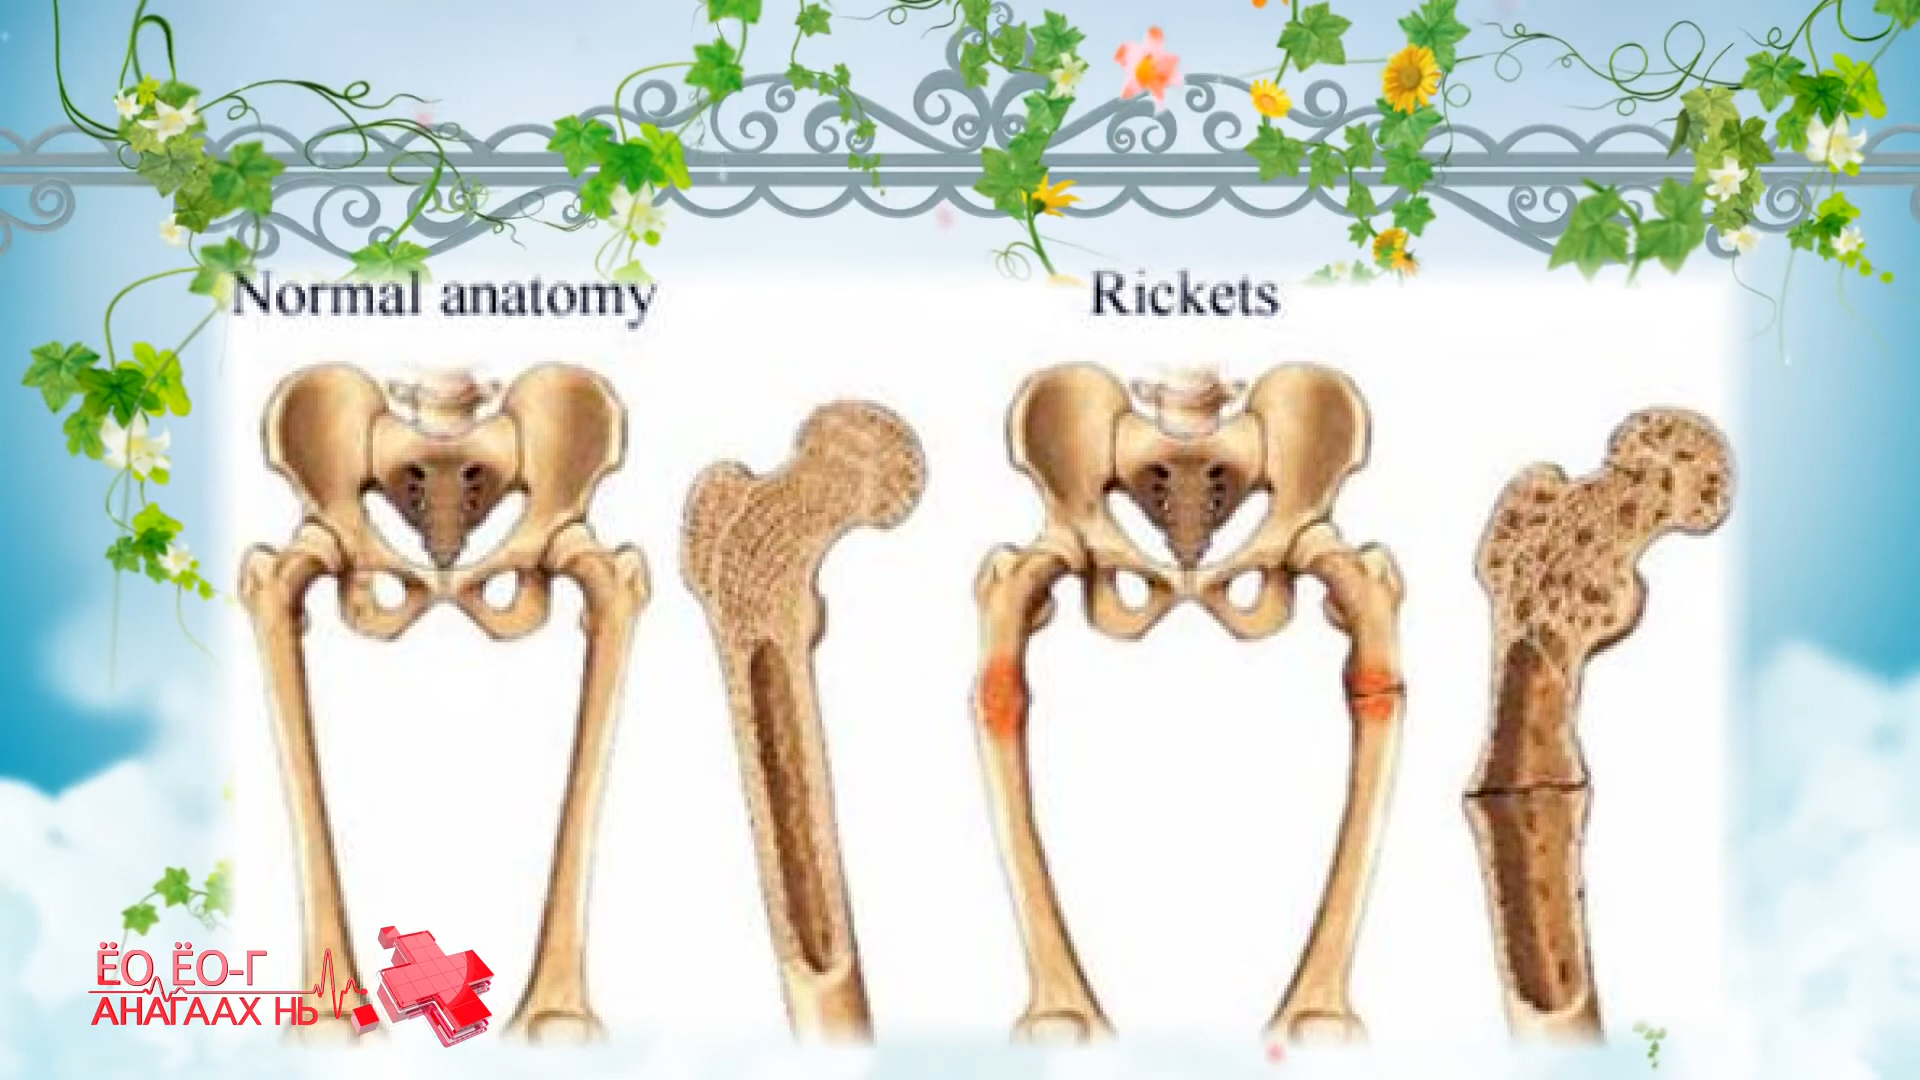 Normal anatomy
Rickets
ЁО, ЁО-Г
АНАГААХ НЬ